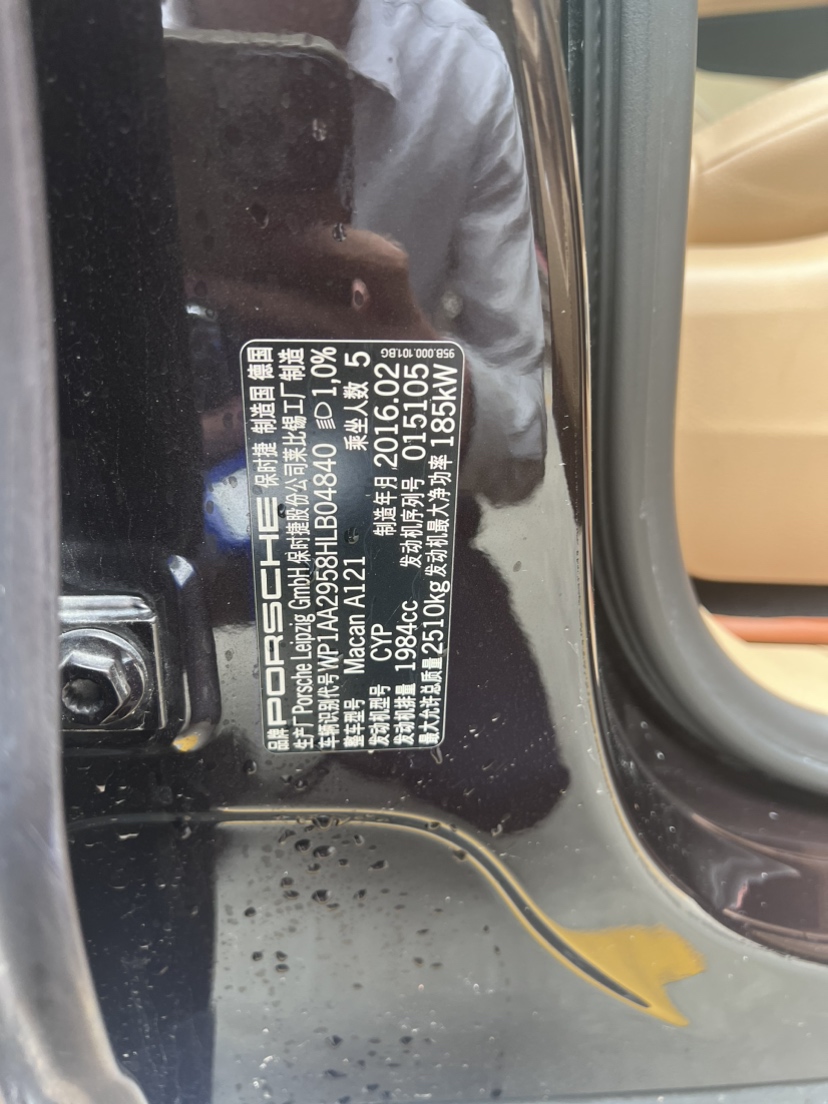 品牌 PORSCHE 保时捷 制造国 德国
生产厂 Porsche Leipzig GmbH 保时捷股份公司莱比锡工厂制造
车辆识别代号 WP1AA2958HLB04840 1,0%
整车型号 Macan A121 乘坐人数 5
发动机型号 CYP 制造年月 2016.02
发动机排量 1984cc 发动机序列号 015105
最大允许总质量 2510kg 发动机最大净功率 185kW
95B.000.101.BG